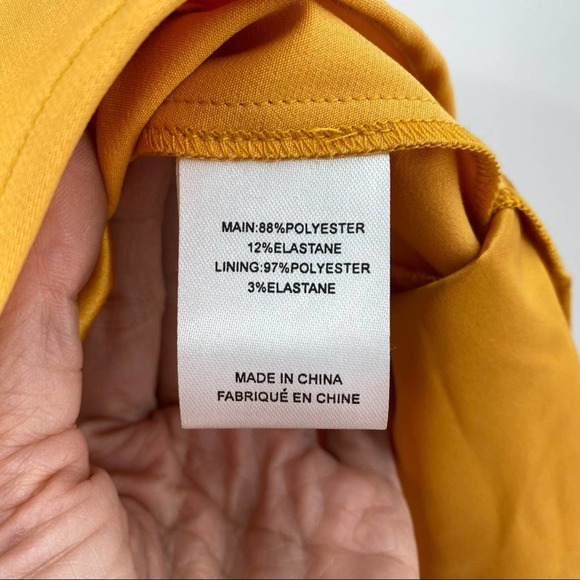 MAIN:88%POLYESTER
12%ELASTANE
LINING:97%POLYESTER
3%ELASTANE
MADE IN CHINA
FABRIQUÉ EN CHINE